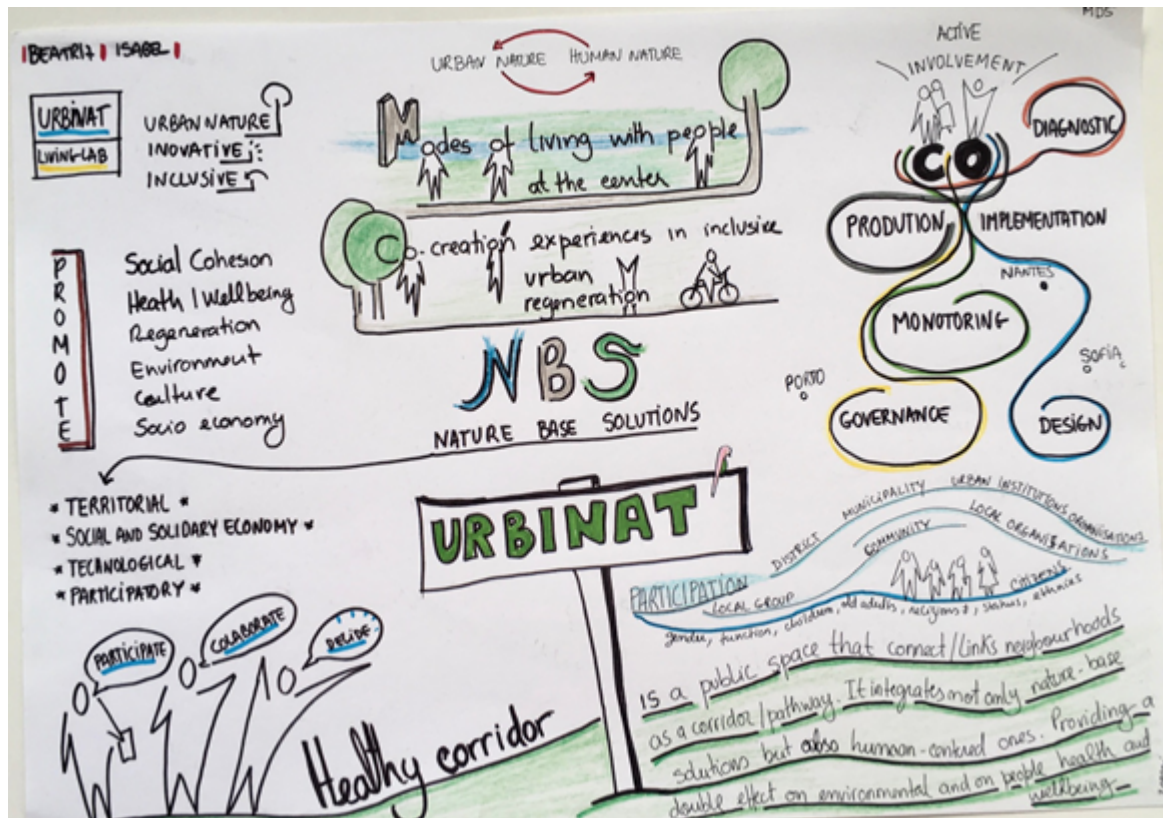 BEATRIZ | ISABEL |
MDS
URBINAT
LIVING-LAB
URBAN NATURE
INOVATIVE
INCLUSIVE
URBAN NATURE HUMAN NATURE
Modes of living with people
at the center
Co-creation experiences in inclusive
urban
regeneration
PROMOTE
Social Cohesion
Heath | Wellbeing
Regeneration
Environment
Culture
Socio economy
NBS
NATURE BASE SOLUTIONS
* TERRITORIAL *
* SOCIAL AND SOLIDARY ECONOMY *
* TECNOLOGICAL *
* PARTICIPATORY *
PARTICIPATE
COLABORATE
DECIDE
Healthy corridor
URBINAT
ACTIVE
INVOLVEMENT
CO
DIAGNOSTIC
PRODUTION
IMPLEMENTATION
NANTES
MONOTORING
SOFIA
PORTO
GOVERNANCE
DESIGN
PARTICIPATION
DISTRICT MUNICIPALITY URBAN INSTITUTIONS ORGANISATIONS
COMMUNITY LOCAL ORGANISATIONS
LOCAL GROUP
CITIZENS
gender, function, children, old adults, religions, status, ethnies
is a public space that connect/links neighbourhoods
as a corridor/pathway. It integrates not only nature-base
solutions but also human-centred ones. Providing a
double effect on environmental and on people health and
wellbeing